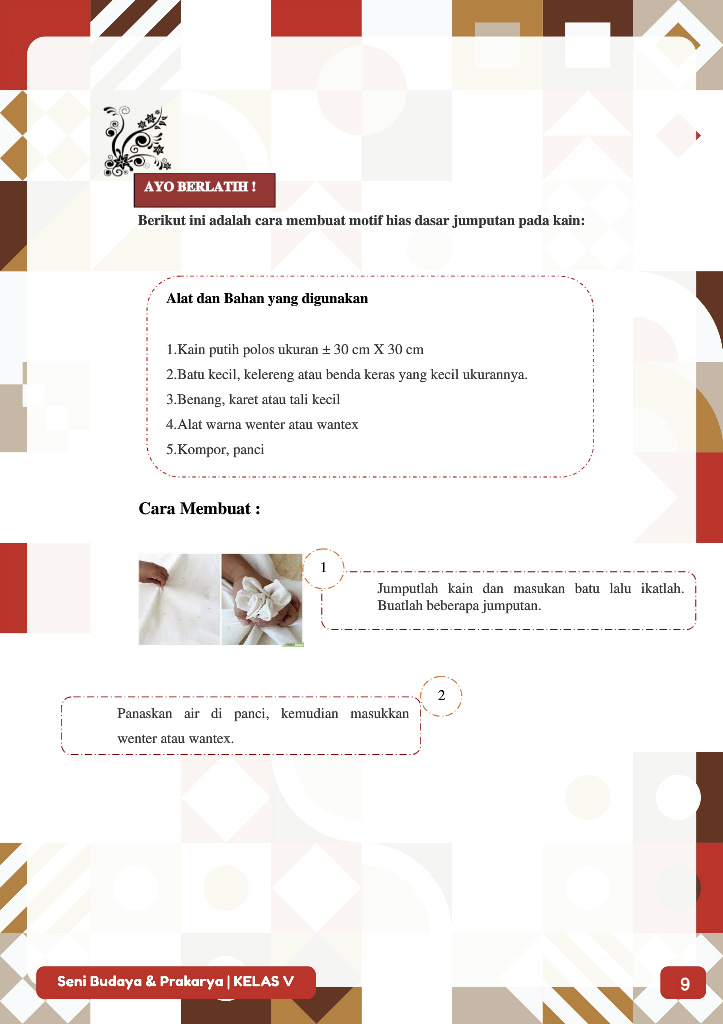 AYO BERLATIH !
Berikut ini adalah cara membuat motif hias dasar jumputan pada kain:
Alat dan Bahan yang digunakan
1.Kain putih polos ukuran ± 30 cm X 30 cm
2.Batu kecil, kelereng atau benda keras yang kecil ukurannya.
3.Benang, karet atau tali kecil
4.Alat warna wenter atau wantex
5.Kompor, panci
Cara Membuat :
1
Jumputlah kain dan masukan batu lalu ikatlah.
Buatlah beberapa jumputan.
2
Panaskan air di panci, kemudian masukkan
wenter atau wantex.
Seni Budaya & Prakarya | KELAS V
9